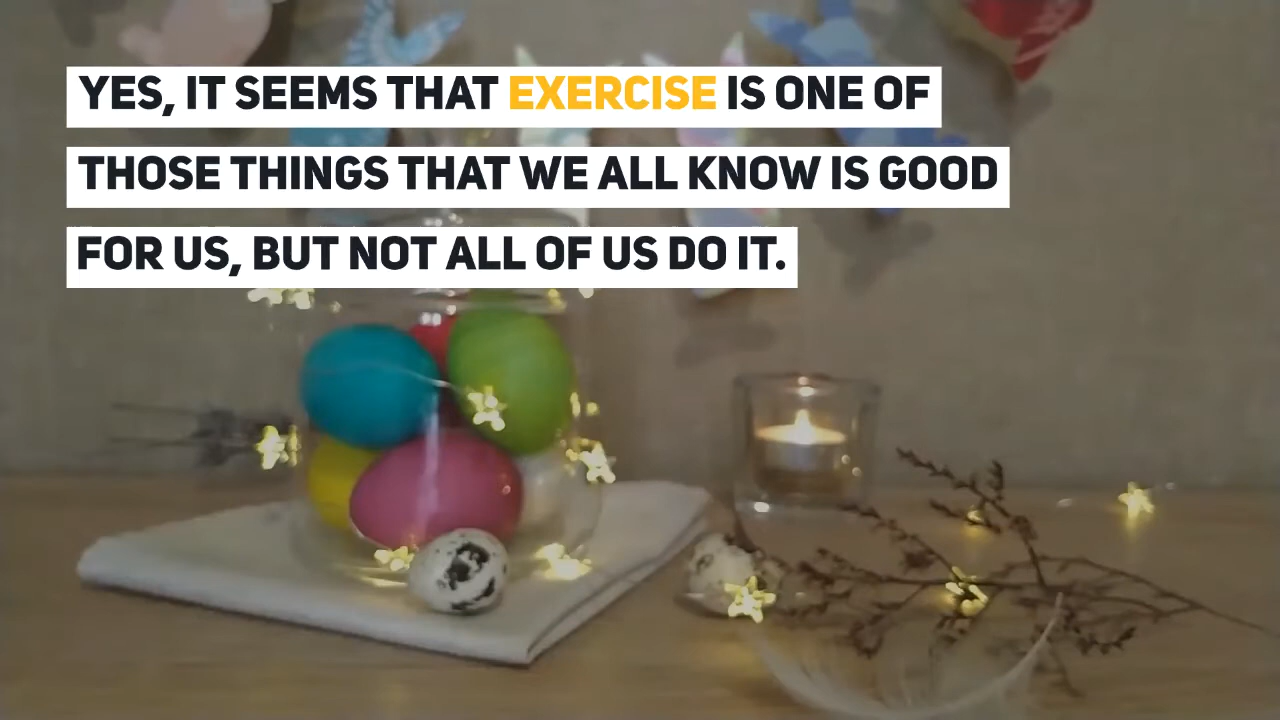 YES, IT SEEMS THAT EXERCISE IS ONE OF
THOSE THINGS THAT WE ALL KNOW IS GOOD
FOR US, BUT NOT ALL OF US DO IT.